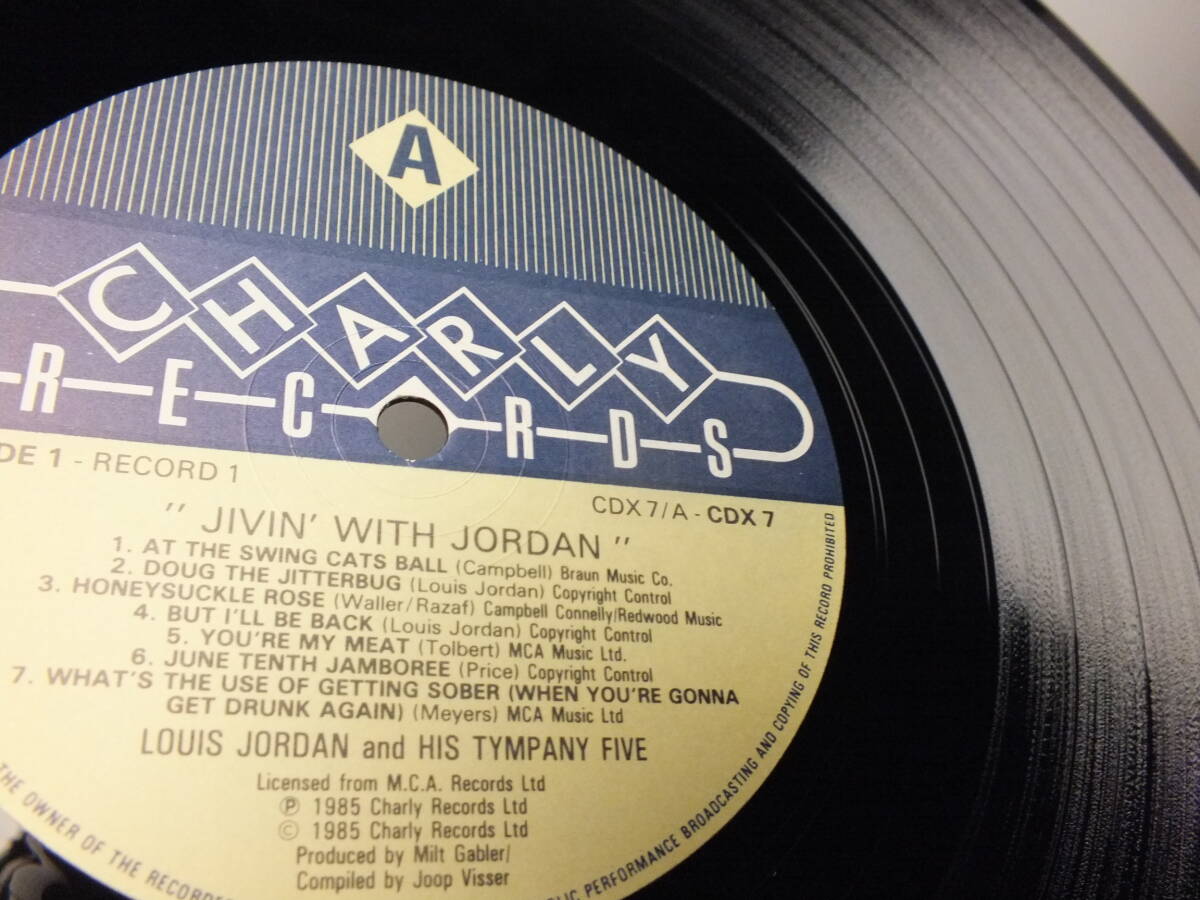 A
CHARLY
RECORDS
DE 1 - RECORD 1
CDX 7/A - CDX 7
" JIVIN' WITH JORDAN "
1. AT THE SWING CATS BALL (Campbell) Braun Music Co.
2. DOUG THE JITTERBUG (Louis Jordan) Copyright Control
3. HONEYSUCKLE ROSE (Waller/Razaf) Campbell Connelly/Redwood Music
4. BUT I'LL BE BACK (Louis Jordan) Copyright Control
5. YOU'RE MY MEAT (Tolbert) MCA Music Ltd.
6. JUNE TENTH JAMBOREE (Price) Copyright Control
7. WHAT'S THE USE OF GETTING SOBER (WHEN YOU'RE GONNA
GET DRUNK AGAIN) (Meyers) MCA Music Ltd
LOUIS JORDAN and HIS TYMPANY FIVE
Licensed from M.C.A. Records Ltd
℗ 1985 Charly Records Ltd
© 1985 Charly Records Ltd
Produced by Milt Gabler/
Compiled by Joop Visser
THE OWNER OF THE RECORDE
LIC PERFORMANCE BROADCASTING AND COPYING OF THIS RECORD PROHIBITED